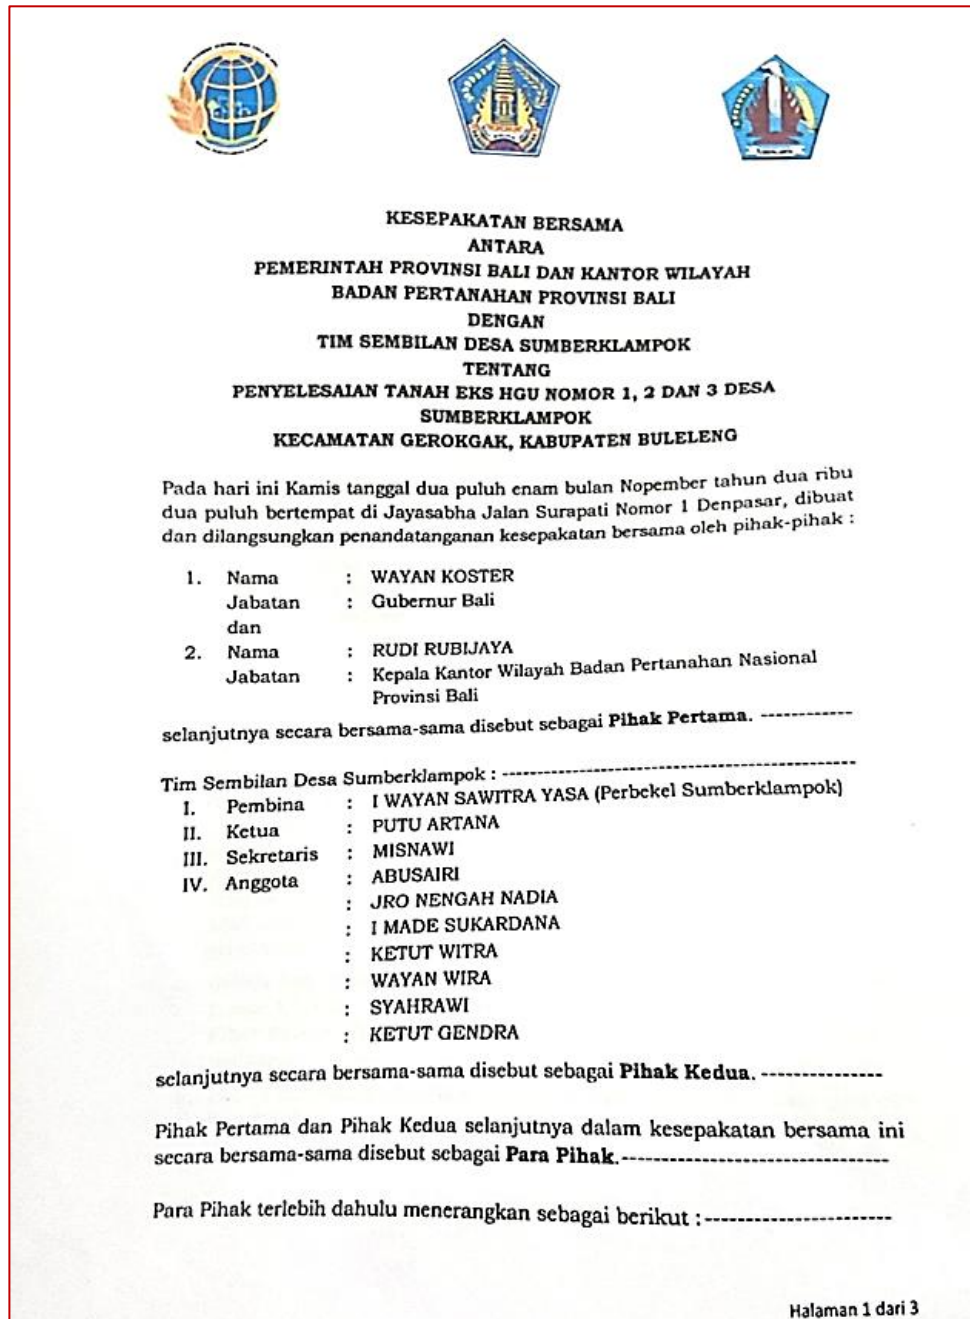 KESEPAKATAN BERSAMA
ANTARA
PEMERINTAH PROVINSI BALI DAN KANTOR WILAYAH
BADAN PERTANAHAN PROVINSI BALI
DENGAN
TIM SEMBILAN DESA SUMBERKLAMPOK
TENTANG
PENYELESAIAN TANAH EKS HGU NOMOR 1, 2 DAN 3 DESA
SUMBERKLAMPOK
KECAMATAN GEROKGAK, KABUPATEN BULELENG
Pada hari ini Kamis tanggal dua puluh enam bulan Nopember tahun dua ribu
dua puluh bertempat di Jayasabha Jalan Surapati Nomor 1 Denpasar, dibuat
dan dilangsungkan penandatanganan kesepakatan bersama oleh pihak-pihak :
1. Nama : WAYAN KOSTER
Jabatan : Gubernur Bali
dan
2. Nama : RUDI RUBIJAYA
Jabatan : Kepala Kantor Wilayah Badan Pertanahan Nasional
Provinsi Bali
selanjutnya secara bersama-sama disebut sebagai Pihak Pertama. -------------
Tim Sembilan Desa Sumberklampok : --------------------------------------------------
I. Pembina : I WAYAN SAWITRA YASA (Perbekel Sumberklampok)
II. Ketua : PUTU ARTANA
III. Sekretaris : MISNAWI
IV. Anggota : ABUSAIRI
: JRO NENGAH NADIA
: I MADE SUKARDANA
: KETUT WITRA
: WAYAN WIRA
: SYAHRAWI
: KETUT GENDRA
selanjutnya secara bersama-sama disebut sebagai Pihak Kedua. ---------------
Pihak Pertama dan Pihak Kedua selanjutnya dalam kesepakatan bersama ini
secara bersama-sama disebut sebagai Para Pihak.---------------------------------
Para Pihak terlebih dahulu menerangkan sebagai berikut :-----------------------
Halaman 1 dari 3